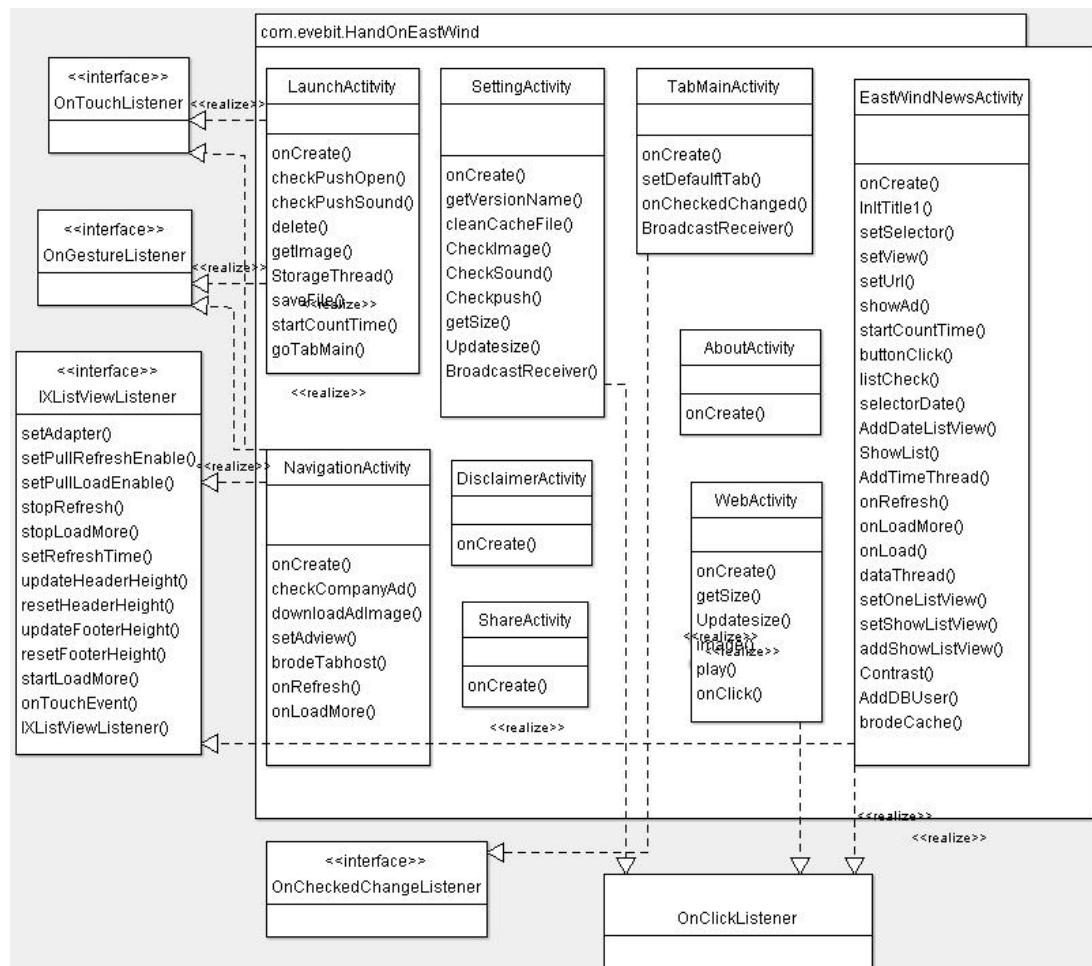 com.evebit.HandOnEastWind
<<interface>>
OnTouchListener
<<realize>>
<<interface>>
OnGestureListener
<<realize>>
<<interface>>
IXListViewListener
setAdapter()
setPullRefreshEnable()
setPullLoadEnable()
stopRefresh()
stopLoadMore()
setRefreshTime()
updateHeaderHeight()
resetHeaderHeight()
updateFooterHeight()
resetFooterHeight()
startLoadMore()
onTouchEvent()
IXListViewListener()
<<realize>>
LaunchActitvity
onCreate()
checkPushOpen()
checkPushSound()
delete()
getImage()
StorageThread()
saveFile()
<<realize>>
startCountTime()
goTabMain()
<<realize>>
NavigationActivity
onCreate()
checkCompanyAd()
downloadAdImage()
setAdview()
brodeTabhost()
onRefresh()
onLoadMore()
SettingActivity
onCreate()
getVersionName()
cleanCacheFile()
CheckImage()
CheckSound()
Checkpush()
getSize()
Updatesize()
BroadcastReceiver()
DisclaimerActivity
onCreate()
ShareActivity
onCreate()
<<realize>>
TabMainActivity
onCreate()
setDefaulftTab()
onCheckedChanged()
BroadcastReceiver()
AboutActivity
onCreate()
WebActivity
onCreate()
getSize()
Updatesize()
<<realize>>
image()
<<realize>>
play()
onClick()
EastWindNewsActivity
onCreate()
InItTitle1()
setSelector()
setView()
setUrl()
showAd()
startCountTime()
buttonClick()
listCheck()
selectorDate()
AddDateListView()
ShowList()
AddTimeThread()
onRefresh()
onLoadMore()
onLoad()
dataThread()
setOneListView()
setShowListView()
addShowListView()
Contrast()
AddDBUser()
brodeCache()
<<realize>>
<<realize>>
<<interface>>
OnCheckedChangeListener
OnClickListener